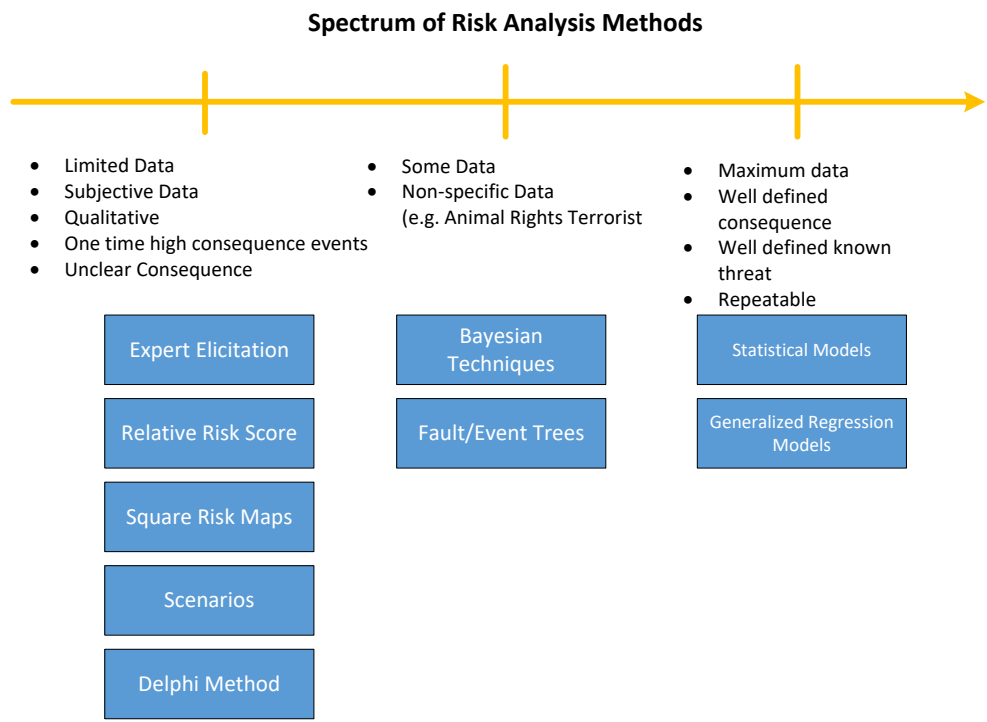 Spectrum of Risk Analysis Methods
• Limited Data
• Subjective Data
• Qualitative
• One time high consequence events
• Unclear Consequence
• Some Data
• Non-specific Data
(e.g. Animal Rights Terrorist
• Maximum data
• Well defined
consequence
• Well defined known
threat
• Repeatable
Expert Elicitation
Relative Risk Score
Square Risk Maps
Scenarios
Delphi Method
Bayesian
Techniques
Fault/Event Trees
Statistical Models
Generalized Regression
Models